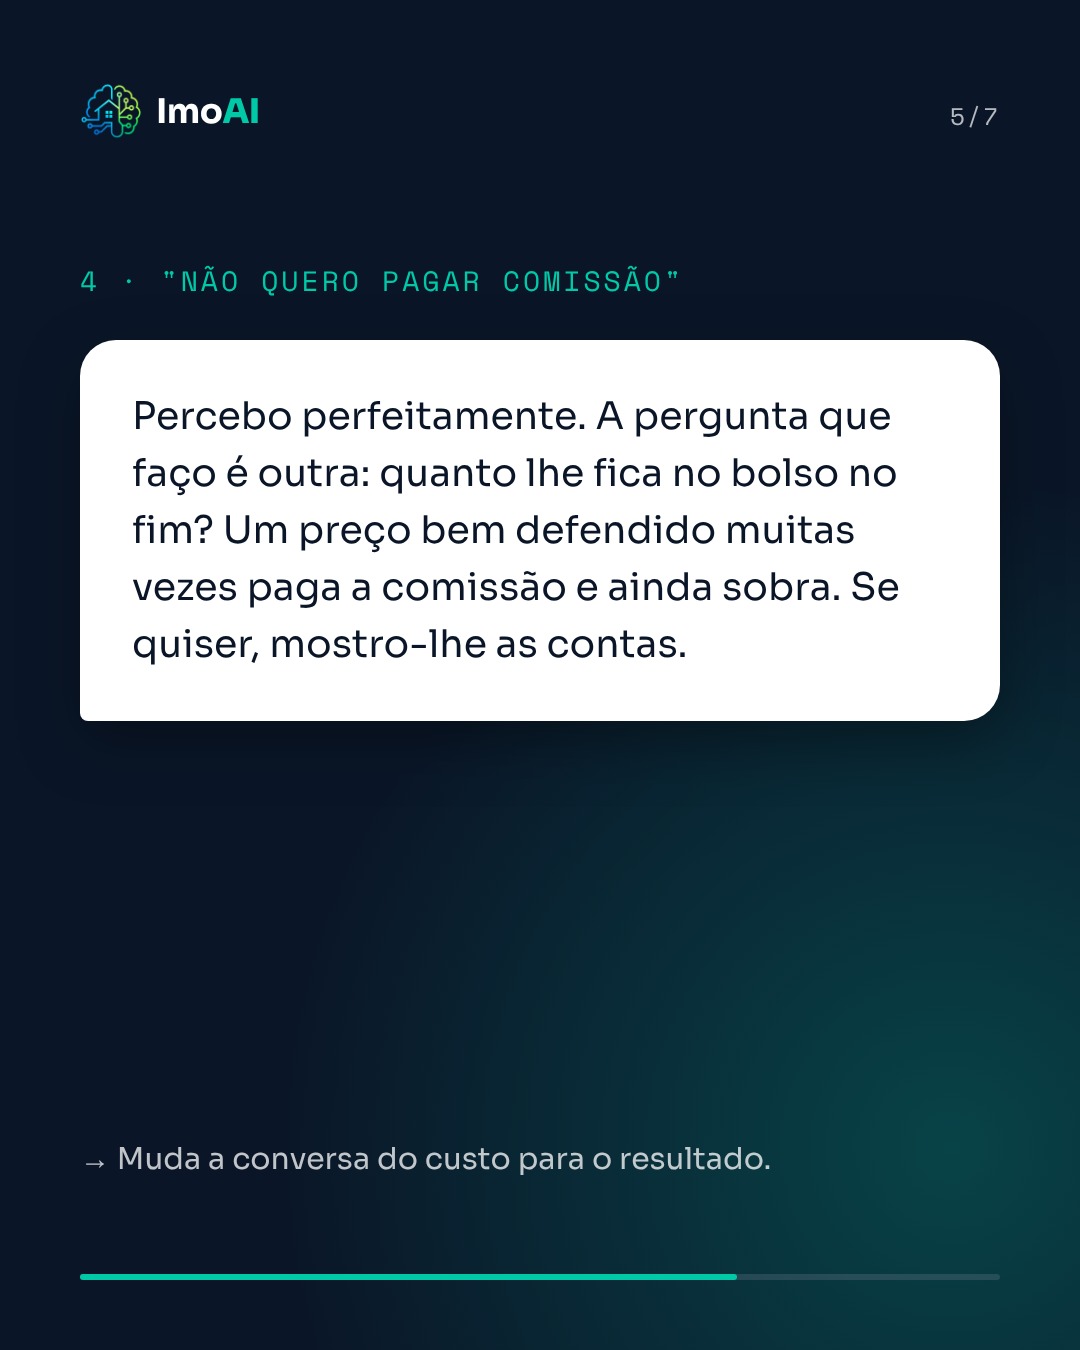 ImoAI
5/7
4 · "NÃO QUERO PAGAR COMISSÃO"
Percebo perfeitamente. A pergunta que
faço é outra: quanto lhe fica no bolso no
fim? Um preço bem defendido muitas
vezes paga a comissão e ainda sobra. Se
quiser, mostro-lhe as contas.
→ Muda a conversa do custo para o resultado.